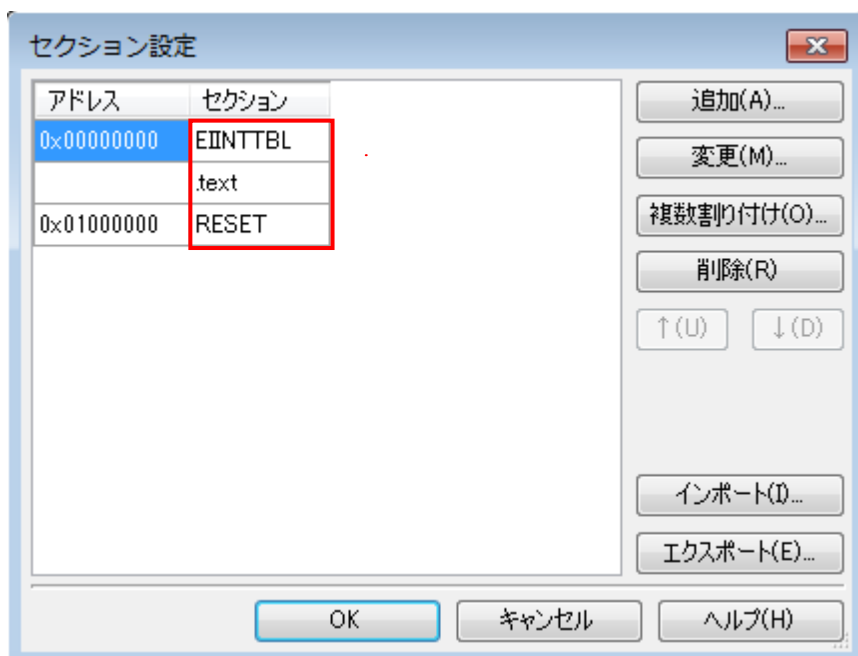 セクション設定
アドレス セクション
0x00000000 EIINTTBL
.text
0x01000000 RESET
追加(A)...
変更(M)...
複数割り付け(O)...
削除(R)
↑(U) ↓(D)
インポート(I)...
エクスポート(E)...
OK キャンセル ヘルプ(H)